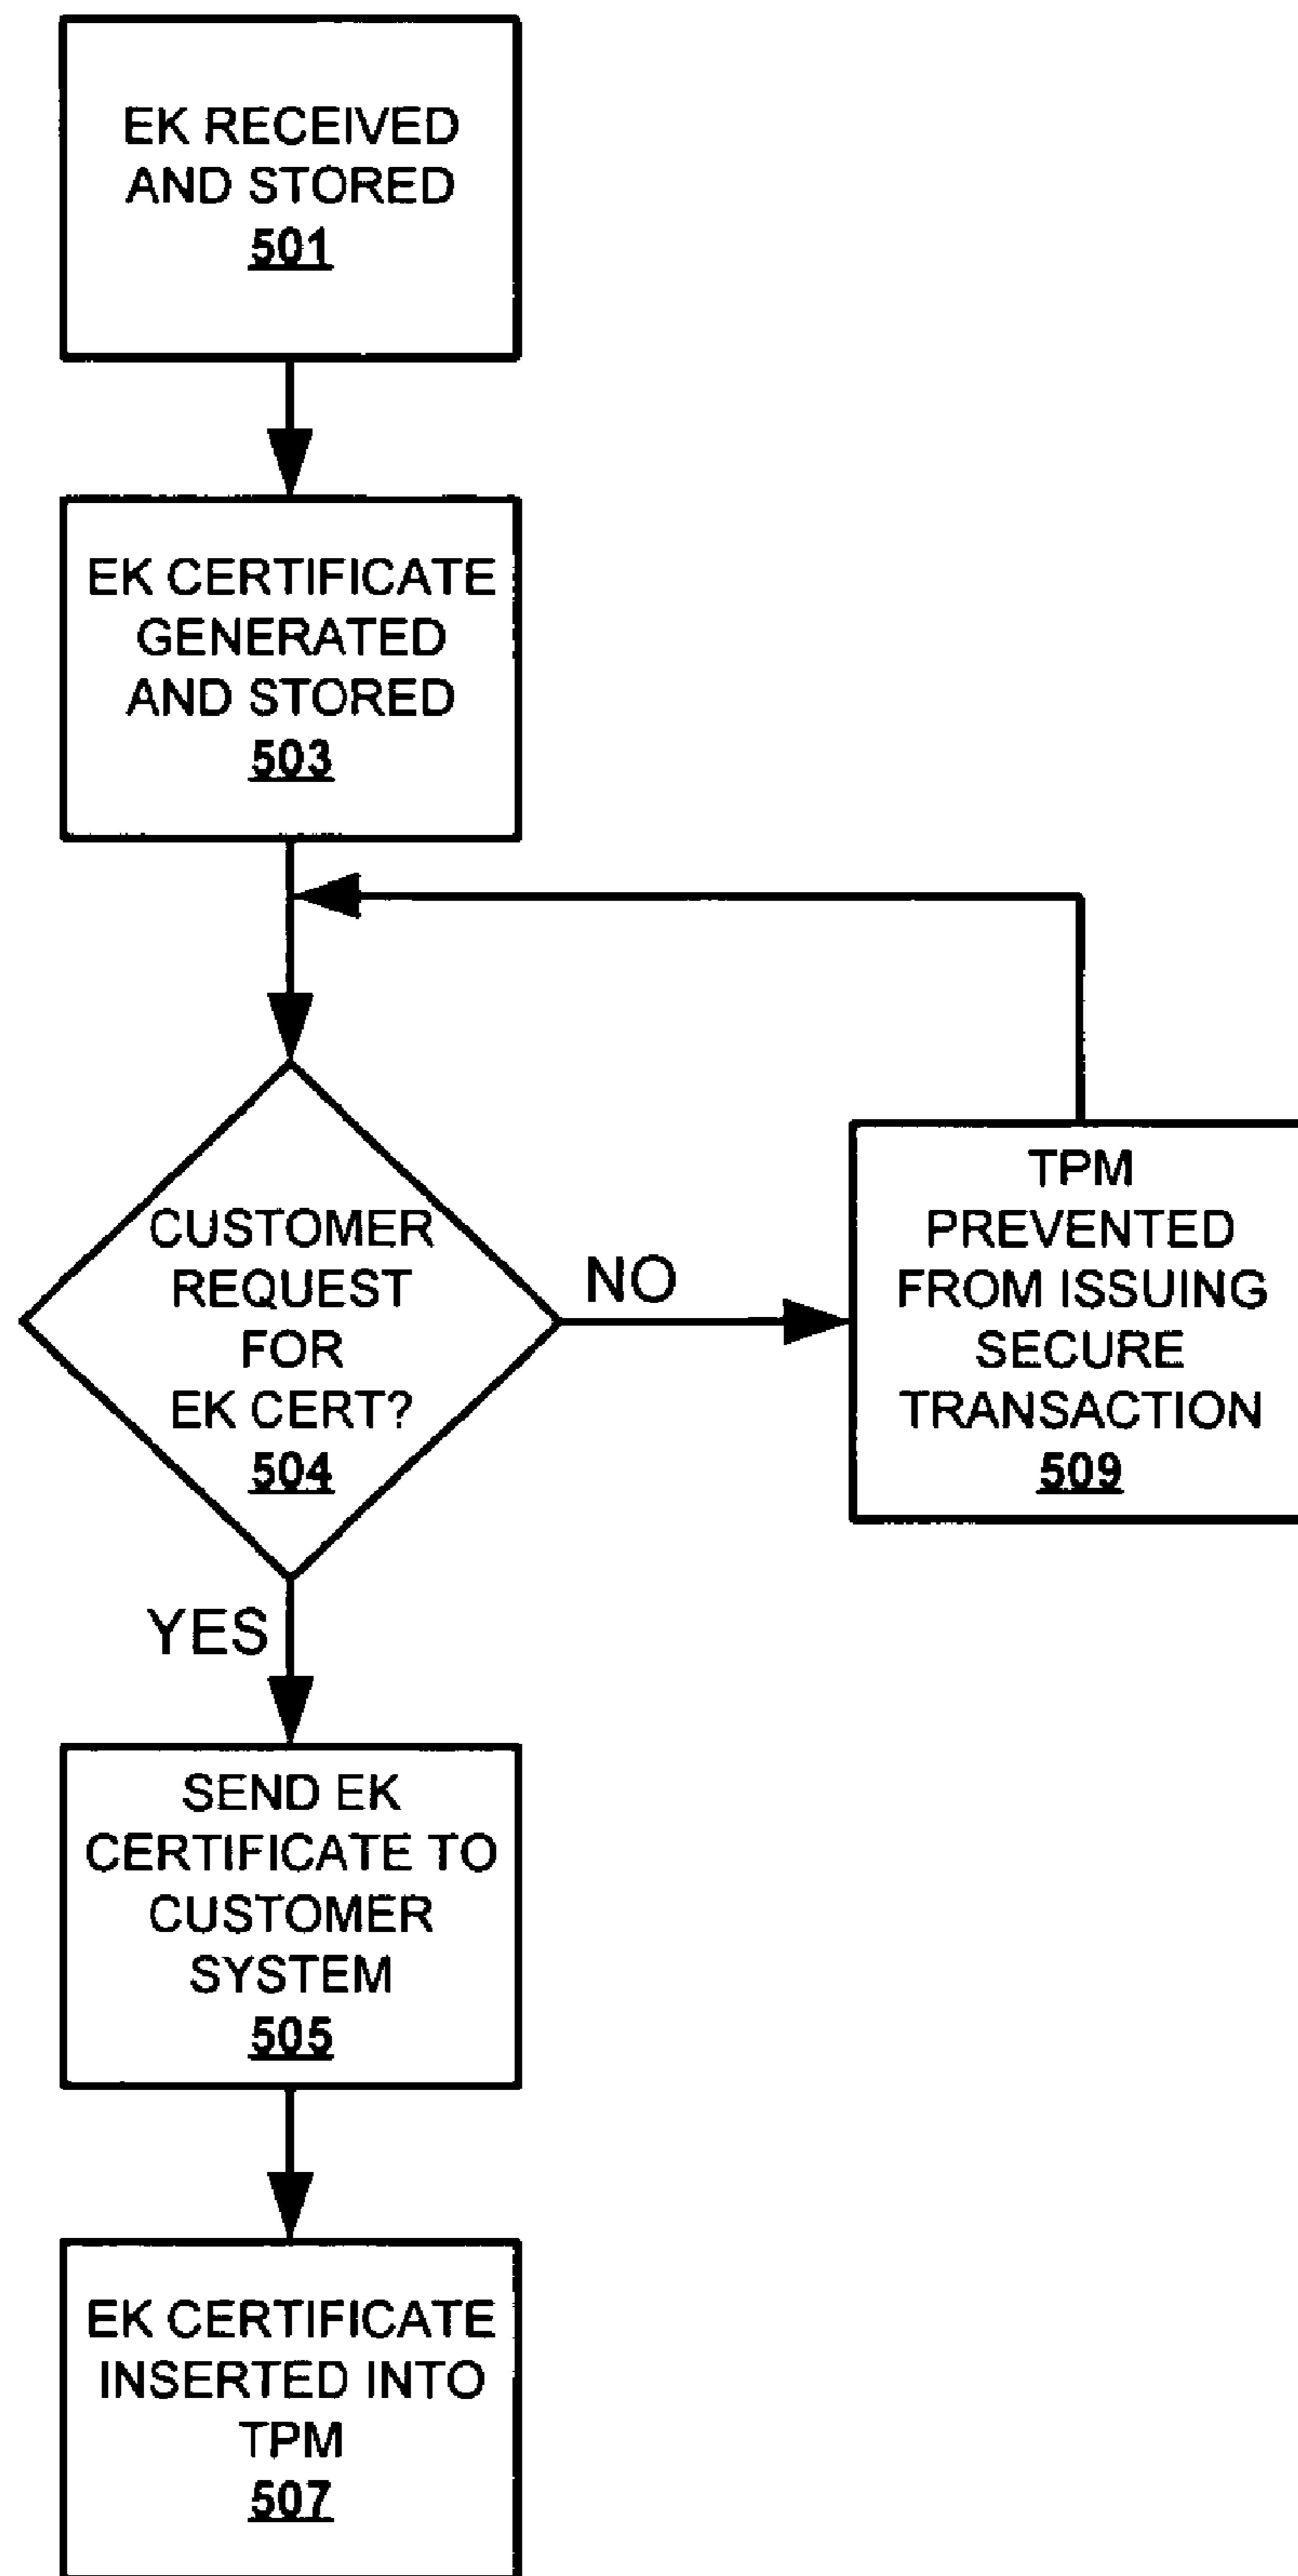 EK RECEIVED
AND STORED
501
EK CERTIFICATE
GENERATED
AND STORED
503
CUSTOMER
REQUEST
FOR
EK CERT?
504
NO
TPM
PREVENTED
FROM ISSUING
SECURE
TRANSACTION
509
YES
SEND EK
CERTIFICATE TO
CUSTOMER
SYSTEM
505
EK CERTIFICATE
INSERTED INTO
TPM
507